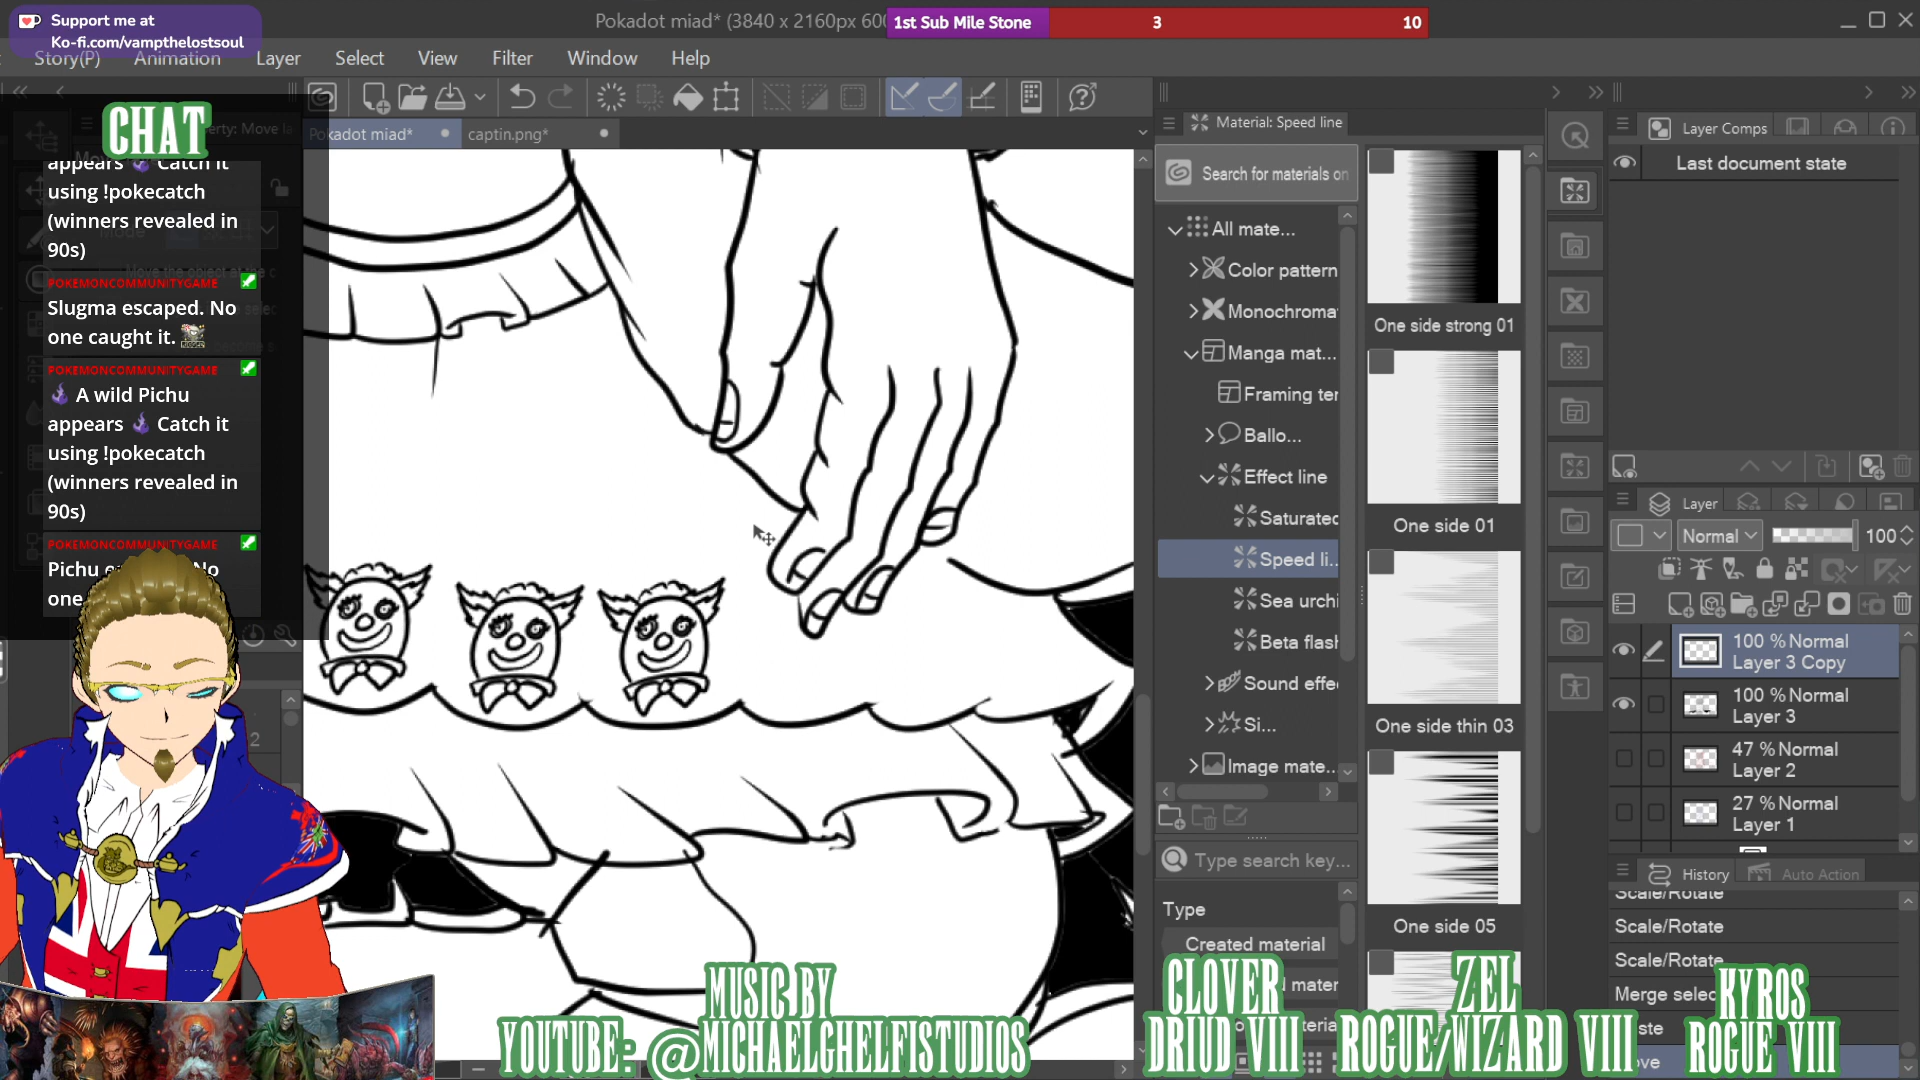 Support me at
Ko-fi.com/vampthelostsoul
Pokadot miad* (3840 x 2160px 600
1st Sub Mile Stone
3
10
Story(P)
Animation
Layer
Select
View
Filter
Window
Help
CHAT
Pokadot miad*
captin.png*
appears Catch it
using !pokecatch
(winners revealed in
90s)
POKEMONCOMMUNITYGAME
Slugma escaped. No
one caught it.
POKEMONCOMMUNITYGAME
A wild Pichu
appears Catch it
using !pokecatch
(winners revealed in
90s)
POKEMONCOMMUNITYGAME
Pichu
No
one
2
Material: Speed line
Search for materials on
All mate...
Color pattern
Monochroma
Manga mat...
Framing ter
Ballo...
Effect line
Saturated
Speed li...
Sea urchi
Beta flash
Sound effe
Si...
Image mate...
Type search key...
Type
Created material
One side strong 01
One side 01
One side thin 03
One side 05
Layer Comps
Last document state
Layer
Normal
100
100 % Normal
Layer 3 Copy
100 % Normal
Layer 3
47 % Normal
Layer 2
27 % Normal
Layer 1
History
Auto Action
Scale/Rotate
Scale/Rotate
Scale/Rotate
Merge selec
MUSIC BY
YOUTUBE: @MICHAELGHELFISTUDIOS
CLOVER
DRIUD VIII
ZEL
ROGUE/WIZARD VIII
KYROS
ROGUE VIII